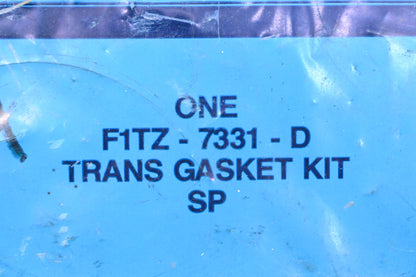 ONE
F1TZ - 7331 - D
TRANS GASKET KIT
SP